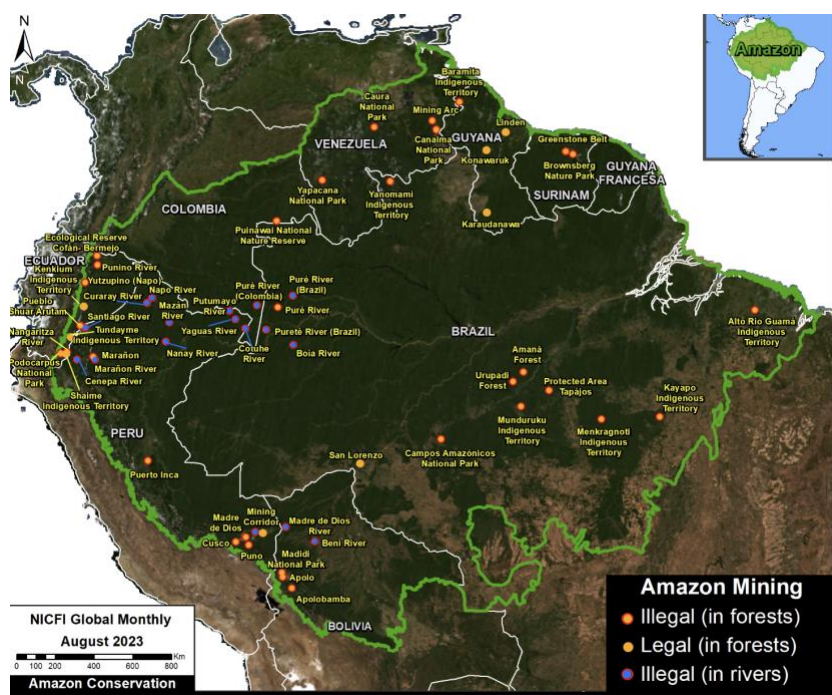 N
N
Amazon
Baramita
Indigenous
Territory
Caura
National
Park
Mining Arc
Linden
VENEZUELA
GUYANA
Canaima
National
Park
Konawaruk
Greenstone Belt
Brownsberg
Nature Park
GUYANA
FRANCESA
SURINAM
Yapacana
National Park
Yanomami
Indigenous
Territory
COLOMBIA
Karaudanawa
Puinawai National
Nature Reserve
Ecological Reserve
Cofán- Bermejo
ECUADOR
Punino River
Kenkium
Indigenous
Territory
Yutzupino (Napo)
Napo River
Curaray River
Pueblo
Shuar Arutam
Mazán
River
Putumayo
River
Puré
River
(Colombia)
Puré River
(Brazil)
Puré River
Santiago River
Nangaritza
River
Tundayme
Indigenous Territory
Yaguas River
Cotuhe
River
Pureté River (Brazil)
BRAZIL
Alto Rio Guamá
Indigenous
Territory
Podocarpus
National
Park
Marañon
Marañon River
Nanay River
Boia River
Cenepa River
Shaime
Indigenous Territory
Amaná
Forest
Urupadi
Forest
Protected Area
Tapajos
Kayapo
Indigenous
Territory
Munduruku
Indigenous
Territory
Menkragnoti
Indigenous
Territory
PERU
Campos Amazónicos
National Park
San Lorenzo
Puerto Inca
Mining
Corridor
Madre
de Dios
Madre de Dios
River
Beni River
Cusco
Puno
Madidi
National Park
Apolo
Apolobamba
BOLIVIA
NICFI Global Monthly
August 2023
0 100 200 400 600 800 Km
Amazon Conservation
Amazon Mining
Illegal (in forests)
Legal (in forests)
Illegal (in rivers)